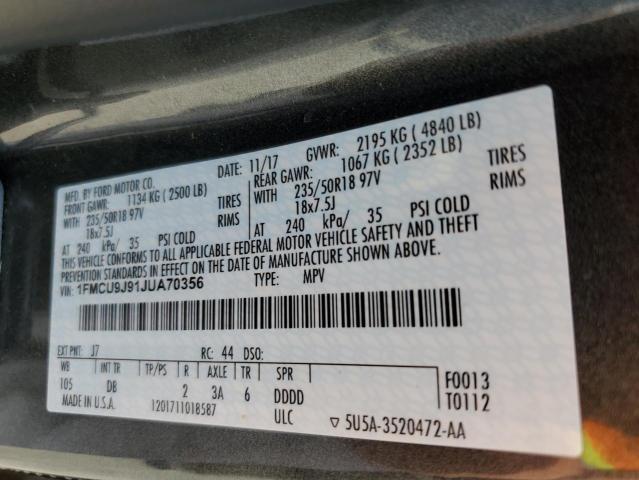 MFD. BY FORD MOTOR CO.
DATE: 11/17 GVWR: 2195 KG ( 4840 LB)
FRONT GAWR: 1134 KG ( 2500 LB)
REAR GAWR: 1067 KG ( 2352 LB)
WITH 235/50R18 97V TIRES
WITH 235/50R18 97V TIRES
18x7.5J RIMS
18x7.5J RIMS
AT 240 kPa/ 35 PSI COLD
AT 240 kPa/ 35 PSI COLD
THIS VEHICLE CONFORMS TO ALL APPLICABLE FEDERAL MOTOR VEHICLE SAFETY AND THEFT
PREVENTION STANDARDS IN EFFECT ON THE DATE OF MANUFACTURE SHOWN ABOVE.
VIN: 1FMCU9J91JUA70356 TYPE: MPV
EXT PNT: J7 RC: 44 DSO:
WB INT TR TP/PS R AXLE TR SPR
105 DB 2 3A 6 DDDD
F0013
T0112
MADE IN U.S.A. 1201711018587 ULC ▽ 5U5A-3520472-AA